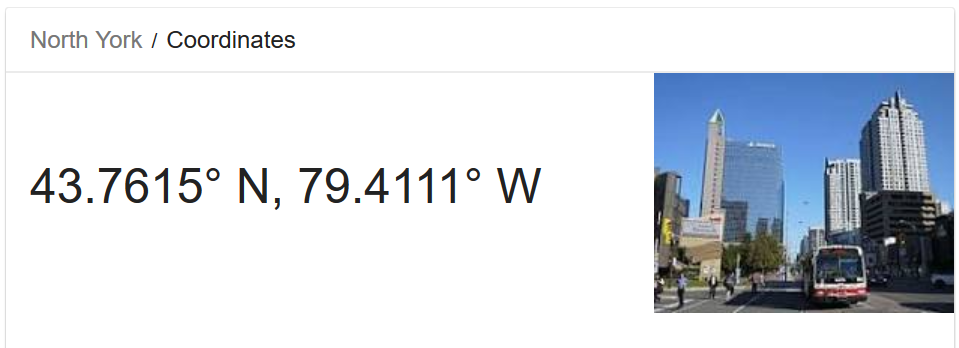 North York / Coordinates
43.7615° N, 79.4111° W